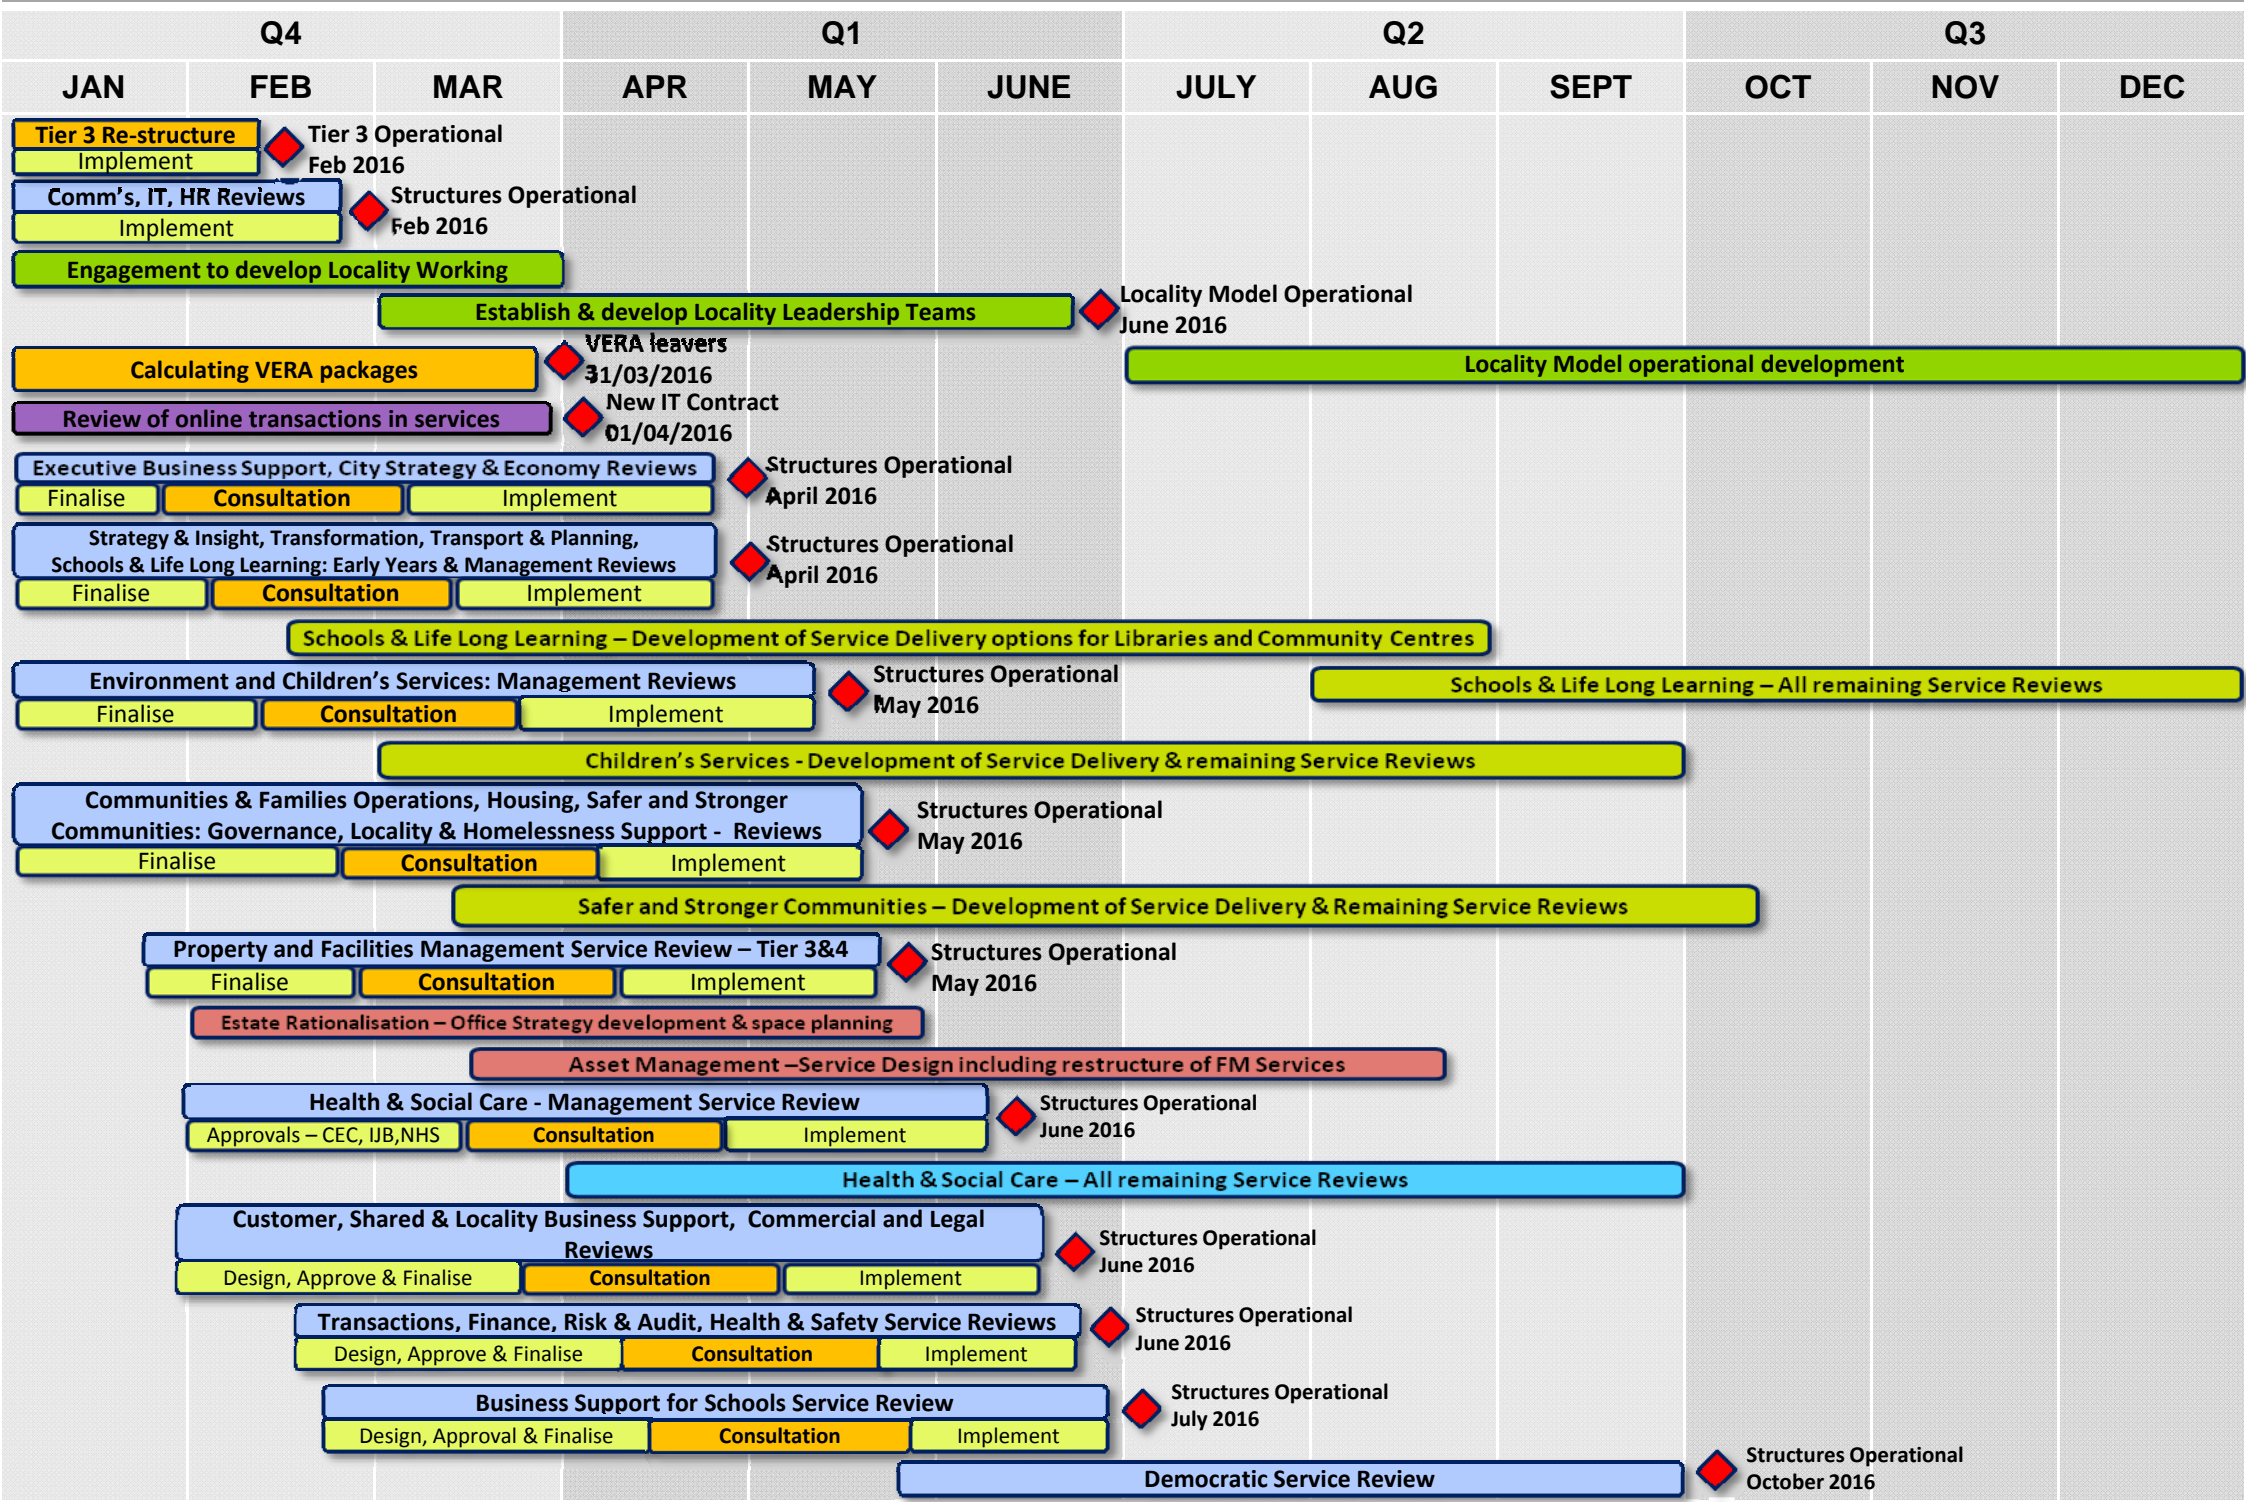 Q4 Q1 Q2 Q3
JAN FEB MAR APR MAY JUNE JULY AUG SEPT OCT NOV DEC
Tier 3 Re-structure
Implement
Tier 3 Operational
Feb 2016
Comm's, IT, HR Reviews
Implement
Structures Operational
Feb 2016
Engagement to develop Locality Working
Establish & develop Locality Leadership Teams
Locality Model Operational
June 2016
Calculating VERA packages
VERA leavers
31/03/2016
Locality Model operational development
Review of online transactions in services
New IT Contract
01/04/2016
Executive Business Support, City Strategy & Economy Reviews
Finalise Consultation Implement
Structures Operational
April 2016
Strategy & Insight, Transformation, Transport & Planning,
Schools & Life Long Learning: Early Years & Management Reviews
Finalise Consultation Implement
Structures Operational
April 2016
Schools & Life Long Learning – Development of Service Delivery options for Libraries and Community Centres
Environment and Children's Services: Management Reviews
Finalise Consultation Implement
Structures Operational
May 2016
Schools & Life Long Learning – All remaining Service Reviews
Children's Services - Development of Service Delivery & remaining Service Reviews
Communities & Families Operations, Housing, Safer and Stronger
Communities: Governance, Locality & Homelessness Support - Reviews
Finalise Consultation Implement
Structures Operational
May 2016
Safer and Stronger Communities – Development of Service Delivery & Remaining Service Reviews
Property and Facilities Management Service Review – Tier 3&4
Finalise Consultation Implement
Structures Operational
May 2016
Estate Rationalisation – Office Strategy development & space planning
Asset Management –Service Design including restructure of FM Services
Health & Social Care - Management Service Review
Approvals – CEC, IJB,NHS Consultation Implement
Structures Operational
June 2016
Health & Social Care – All remaining Service Reviews
Customer, Shared & Locality Business Support, Commercial and Legal
Reviews
Design, Approve & Finalise Consultation Implement
Structures Operational
June 2016
Transactions, Finance, Risk & Audit, Health & Safety Service Reviews
Design, Approve & Finalise Consultation Implement
Structures Operational
June 2016
Business Support for Schools Service Review
Design, Approval & Finalise Consultation Implement
Structures Operational
July 2016
Democratic Service Review
Structures Operational
October 2016